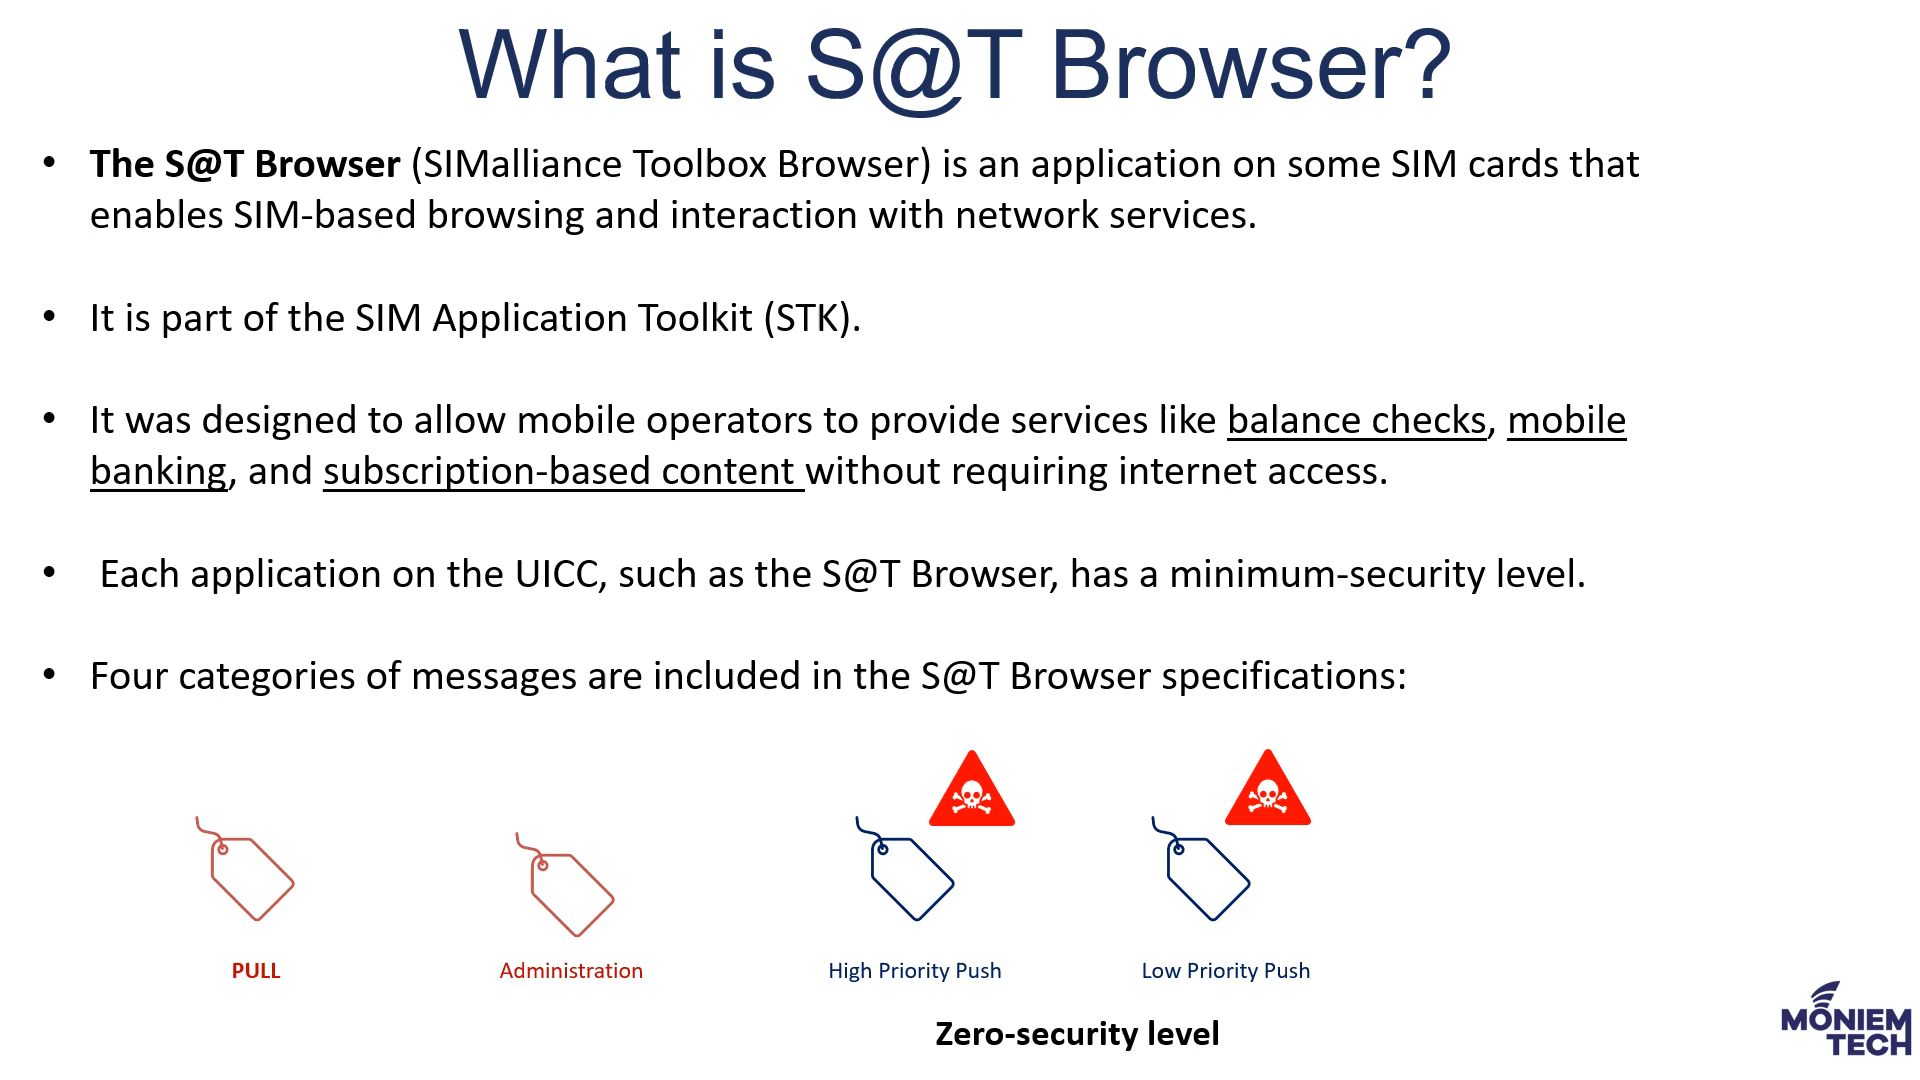 What is S@T Browser?
• The S@T Browser (SIMalliance Toolbox Browser) is an application on some SIM cards that
enables SIM-based browsing and interaction with network services.
• It is part of the SIM Application Toolkit (STK).
• It was designed to allow mobile operators to provide services like balance checks, mobile
banking, and subscription-based content without requiring internet access.
• Each application on the UICC, such as the S@T Browser, has a minimum-security level.
• Four categories of messages are included in the S@T Browser specifications:
PULL
Administration
High Priority Push
Low Priority Push
Zero-security level
MONIEM
TECH